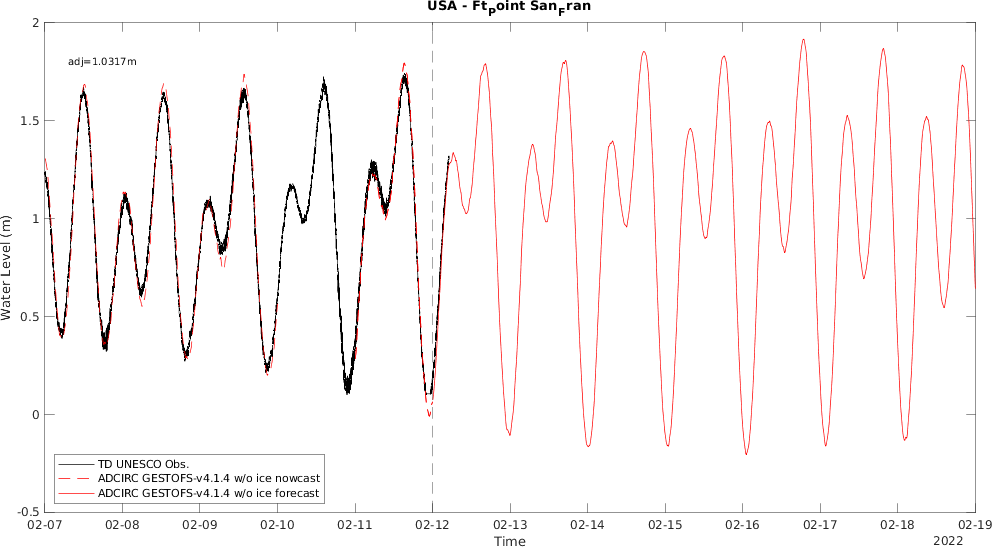 USA - Ft_Point San_Fran
2
adj=1.0317m
1.5
1
0.5
0
-0.5
Water Level (m)
TD UNESCO Obs.
ADCIRC GESTOFS-v4.1.4 w/o ice nowcast
ADCIRC GESTOFS-v4.1.4 w/o ice forecast
02-07 02-08 02-09 02-10 02-11 02-12 02-13 02-14 02-15 02-16 02-17 02-18 02-19
Time
2022